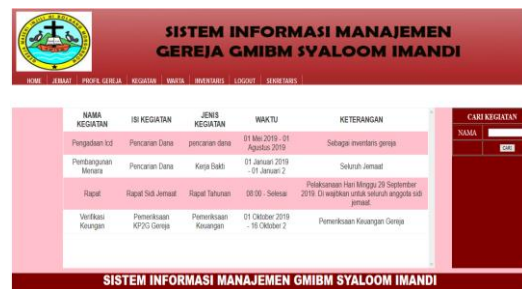 SISTEM INFORMASI MANAJEMEN
GEREJA GMIBM SYALOOM IMANDI
HOME JEMAAT PROFIL GEREJA KEGIATAN WARTA INVENTARIS LOGOUT SEKRETARIS
NAMA KEGIATAN ISI KEGIATAN JENIS KEGIATAN WAKTU KETERANGAN
Pengadaan lcd Pencarian Dana pencarian dana 01 Mei 2019 - 01 Agustus 2019 Sebagai inventaris gereja
Pembangunan Menara Pencarian Dana Kerja Bakti 01 Januari 2019 - 01 Januari 2 Seluruh Jemaat
Rapat Rapat Sidi Jemaat Rapat Tahunan 08:00 - Selesai Pelaksanaan Hari Minggu 29 September 2019. Di wajibkan untuk seluruh anggota sidi jemaat.
Verifikasi Keungan Pemeriksaan KP2G Gereja Pemeriksaan Keuangan 01 Oktober 2019 - 16 Oktober 2 Pemeriksaan Keuangan Gereja
CARI KEGIATAN
NAMA
CARI
SISTEM INFORMASI MANAJEMEN GMIBM SYALOOM IMANDI